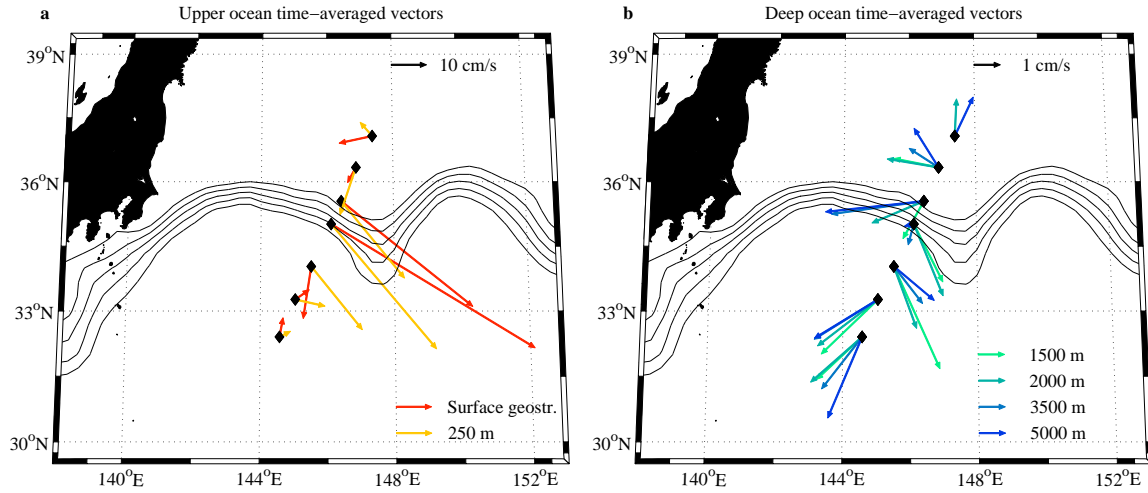 a Upper ocean time−averaged vectors
39°N
36°N
33°N
30°N
10 cm/s
Surface geostr.
250 m
140°E 144°E 148°E 152°E
b Deep ocean time−averaged vectors
39°N
36°N
33°N
30°N
1 cm/s
1500 m
2000 m
3500 m
5000 m
140°E 144°E 148°E 152°E